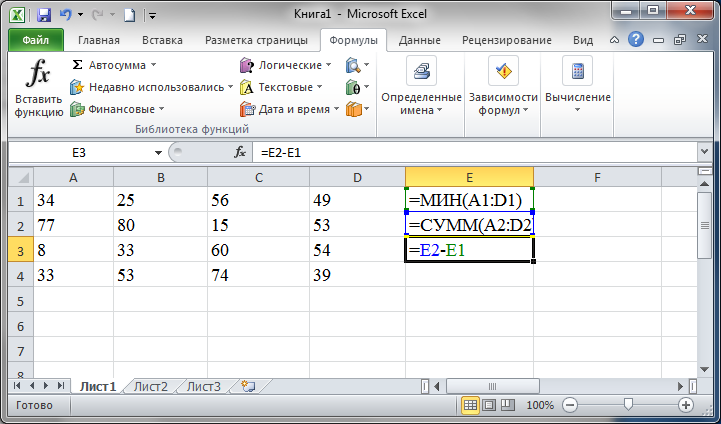 Книга1 - Microsoft Excel
Файл Главная Вставка Разметка страницы Формулы Данные Рецензирование Вид
fx Вставить функцию
Σ Автосумма
Недавно использовались
Финансовые
Логические
A Текстовые
Дата и время
θ
Библиотека функций
Определенные имена
Зависимости формул
Вычисление
E3 fx =E2-E1
A B C D E F
1 34 25 56 49 =МИН(A1:D1)
2 77 80 15 53 =СУММ(A2:D2
3 8 33 60 54 =E2-E1
4 33 53 74 39
5
6
7
8
Лист1 Лист2 Лист3
Готово 100%